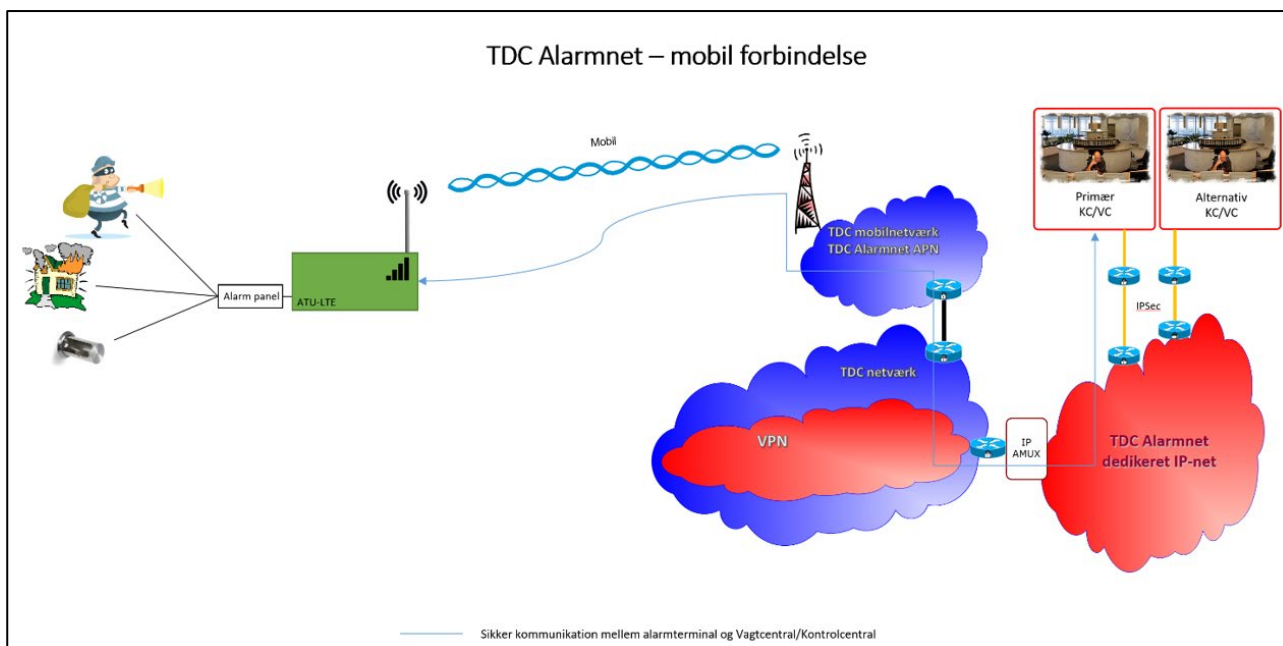 TDC Alarmnet – mobil forbindelse
Mobil
Primær
KC/VC
Alternativ
KC/VC
TDC mobilnetværk
TDC Alarmnet APN
Alarm panel
ATU-LTE
IPSec
TDC netværk
VPN
IP
AMUX
TDC Alarmnet
dedikeret IP-net
Sikker kommunikation mellem alarmterminal og Vagtcentral/Kontrolcentral